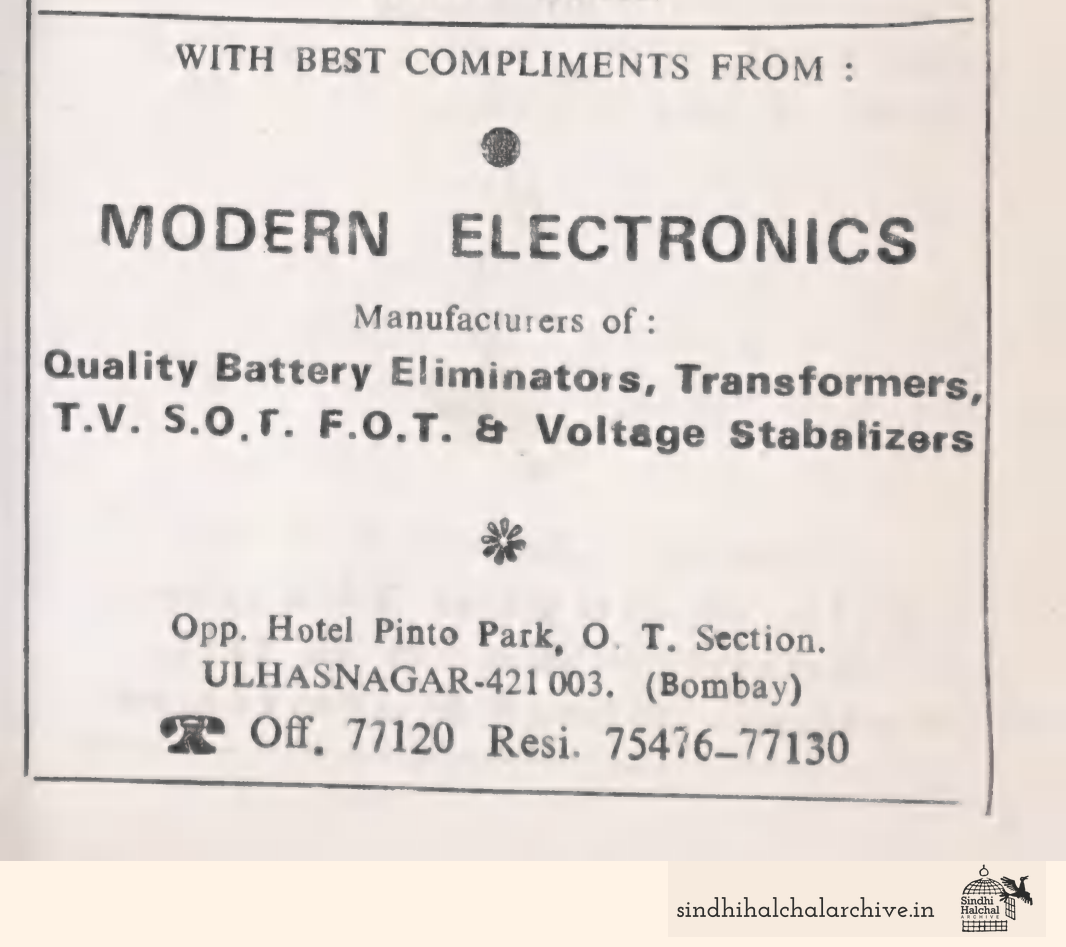 WITH BEST COMPLIMENTS FROM :
MODERN ELECTRONICS
Manufacturers of :
Quality Battery Eliminators, Transformers,
T.V. S.O.T. F.O.T. & Voltage Stabalizers
Opp. Hotel Pinto Park, O. T. Section.
ULHASNAGAR-421 003. (Bombay)
Off. 77120 Resi. 75476-77130
sindhihalchalarchive.in
Sindhi
Halchal
ARCHIVE